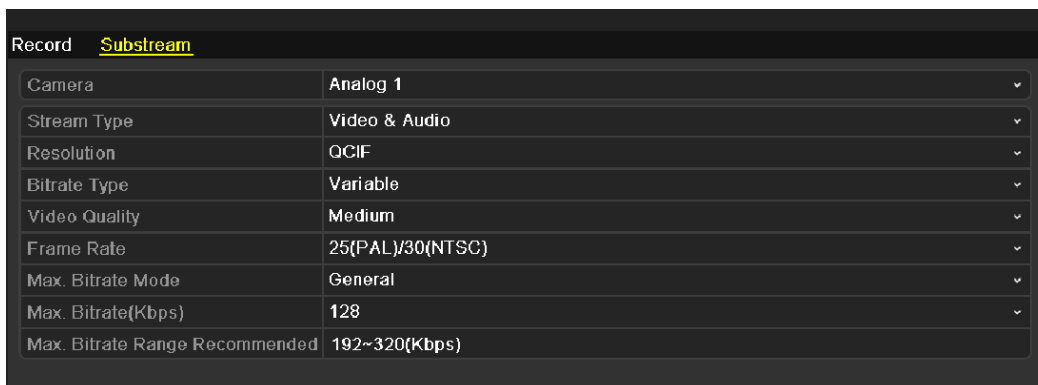 Record Substream
Camera Analog 1
Stream Type Video & Audio
Resolution QCIF
Bitrate Type Variable
Video Quality Medium
Frame Rate 25(PAL)/30(NTSC)
Max. Bitrate Mode General
Max. Bitrate(Kbps) 128
Max. Bitrate Range Recommended 192~320(Kbps)